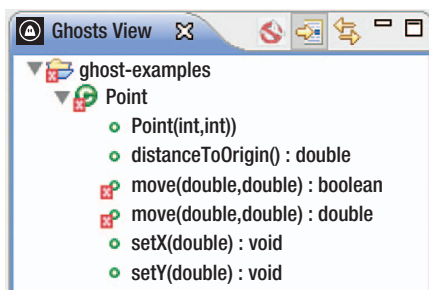 Ghosts View
ghost-examples
Point
Point(int,int))
distanceToOrigin() : double
move(double,double) : boolean
move(double,double) : double
setX(double) : void
setY(double) : void